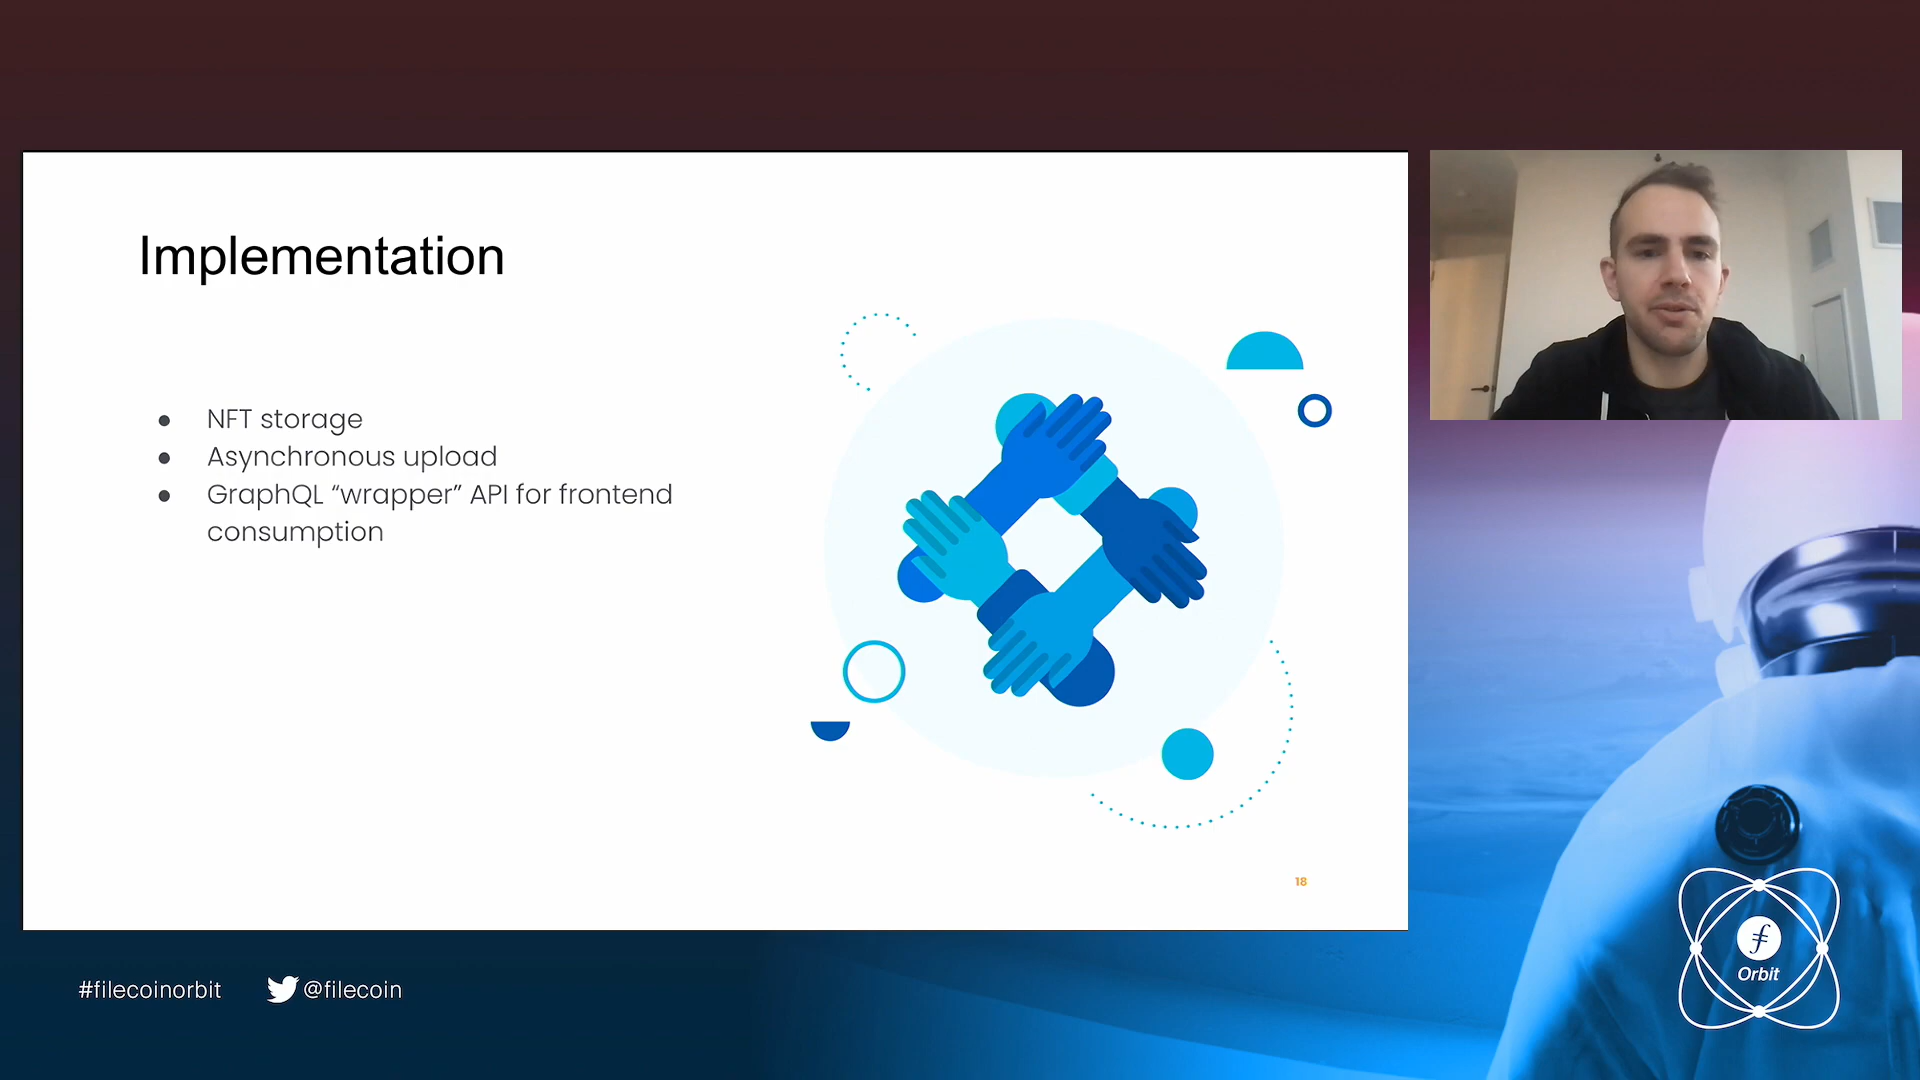 Implementation
● NFT storage
● Asynchronous upload
● GraphQL “wrapper” API for frontend
consumption
18
#filecoinorbit
@filecoin
Orbit